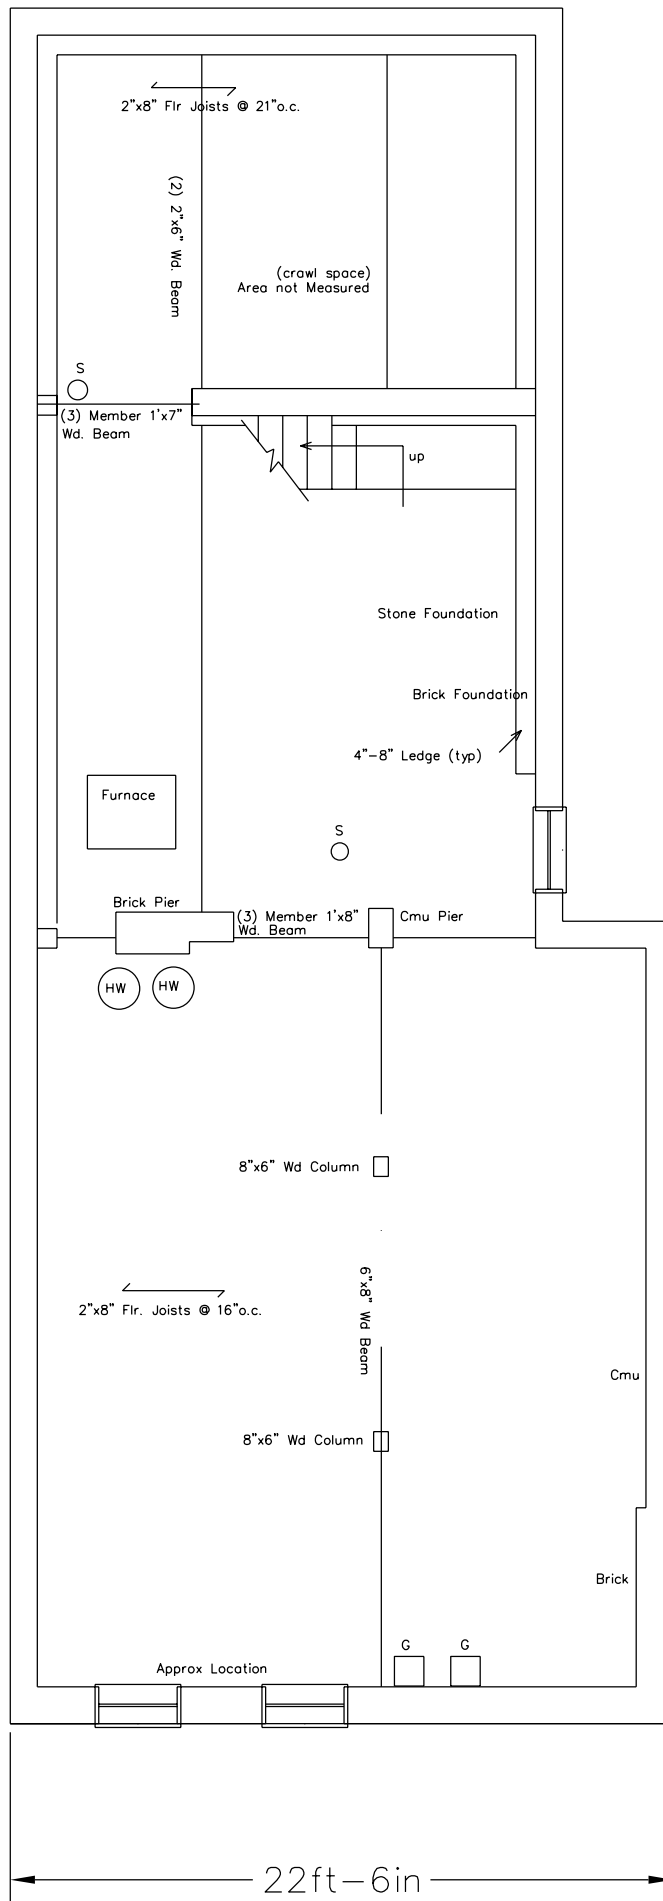 2"x8" Flr Joists @ 21"o.c.
(2) 2"x6" Wd. Beam
(crawl space)
Area not Measured
S
(3) Member 1'x7"
Wd. Beam
up
Stone Foundation
Brick Foundation
4"-8" Ledge (typ)
Furnace
S
Brick Pier
(3) Member 1'x8"
Wd. Beam
Cmu Pier
HW
HW
8"x6" Wd Column
6"x8" Wd Beam
2"x8" Flr. Joists @ 16"o.c.
Cmu
8"x6" Wd Column
Brick
G
G
Approx Location
22ft-6in